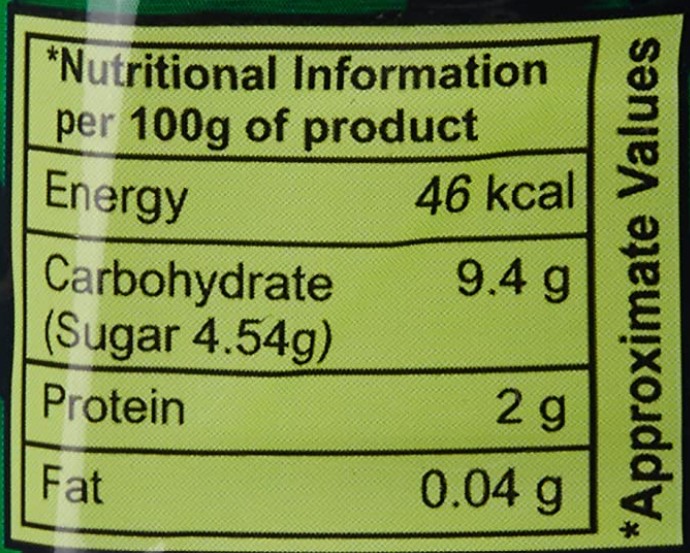 *Nutritional Information
per 100g of product
Energy 46 kcal
Carbohydrate 9.4 g
(Sugar 4.54g)
Protein 2 g
Fat 0.04 g
*Approximate Values